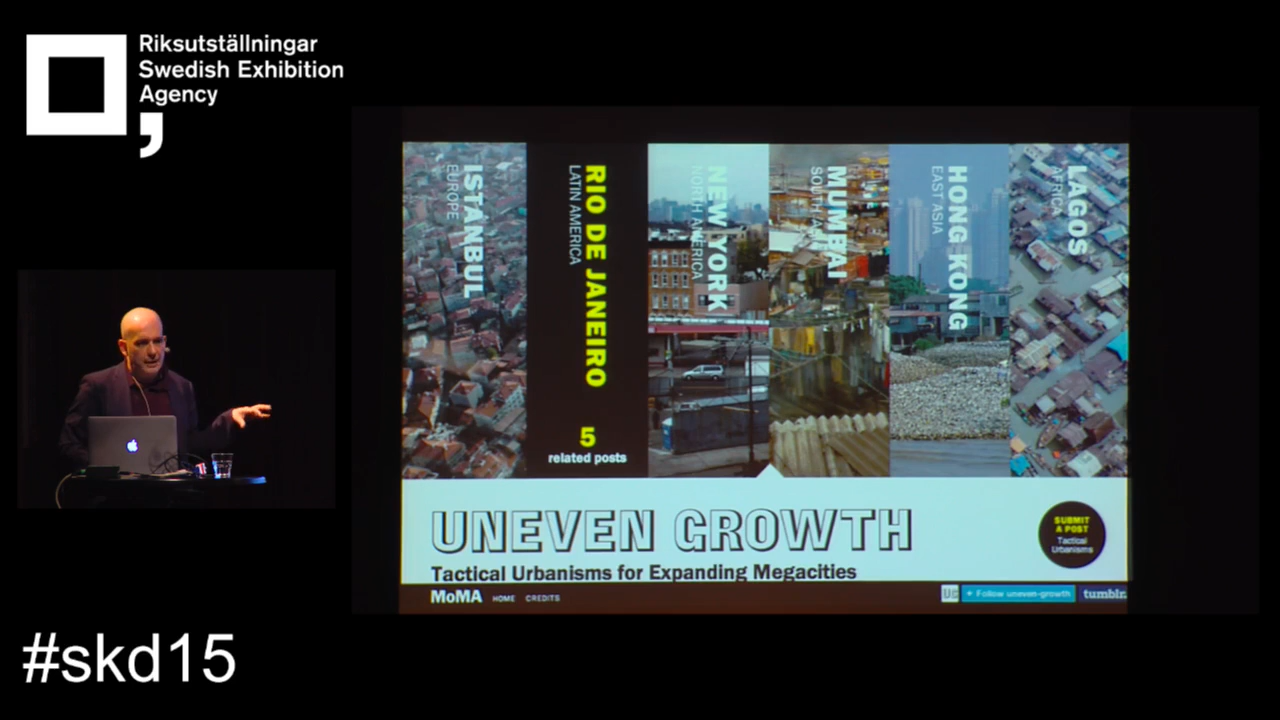 Riksutställningar
Swedish Exhibition
Agency
ISTANBUL
EUROPE
RIO DE JANEIRO
LATIN AMERICA
5
related posts
NEW YORK
NORTH AMERICA
MUMBAI
SOUTH
HONG KONG
EAST ASIA
LAGOS
AFRICA
UNEVEN GROWTH
Tactical Urbanisms for Expanding Megacities
SUBMIT
A POST
Tactical
Urbanisms
MoMA HOME CREDITS
UG + Follow uneven-growth tumblr.
#skd15